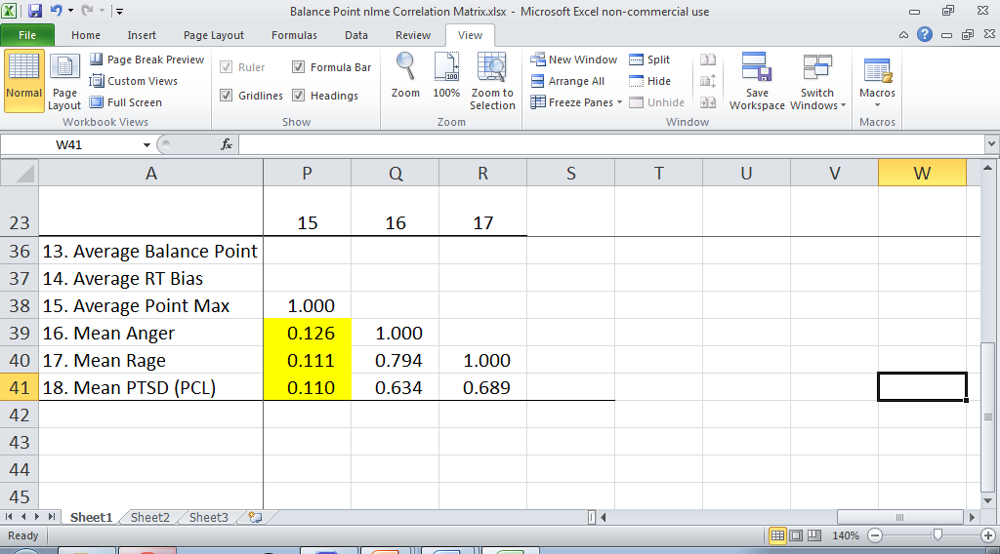 Balance Point nlme Correlation Matrix.xlsx - Microsoft Excel non-commercial use
File Home Insert Page Layout Formulas Data Review View
Normal Page Layout Page Break Preview Custom Views Full Screen
Ruler Formula Bar
Gridlines Headings
Zoom 100% Zoom to Selection
New Window Arrange All Freeze Panes
Split Hide Unhide
Save Workspace Switch Windows Macros
Workbook Views Show Zoom Window Macros
W41 fx
A P Q R S T U V W
23 15 16 17
36 13. Average Balance Point
37 14. Average RT Bias
38 15. Average Point Max 1.000
39 16. Mean Anger 0.126 1.000
40 17. Mean Rage 0.111 0.794 1.000
41 18. Mean PTSD (PCL) 0.110 0.634 0.689
42
43
44
45
Sheet1 Sheet2 Sheet3
Ready 140%